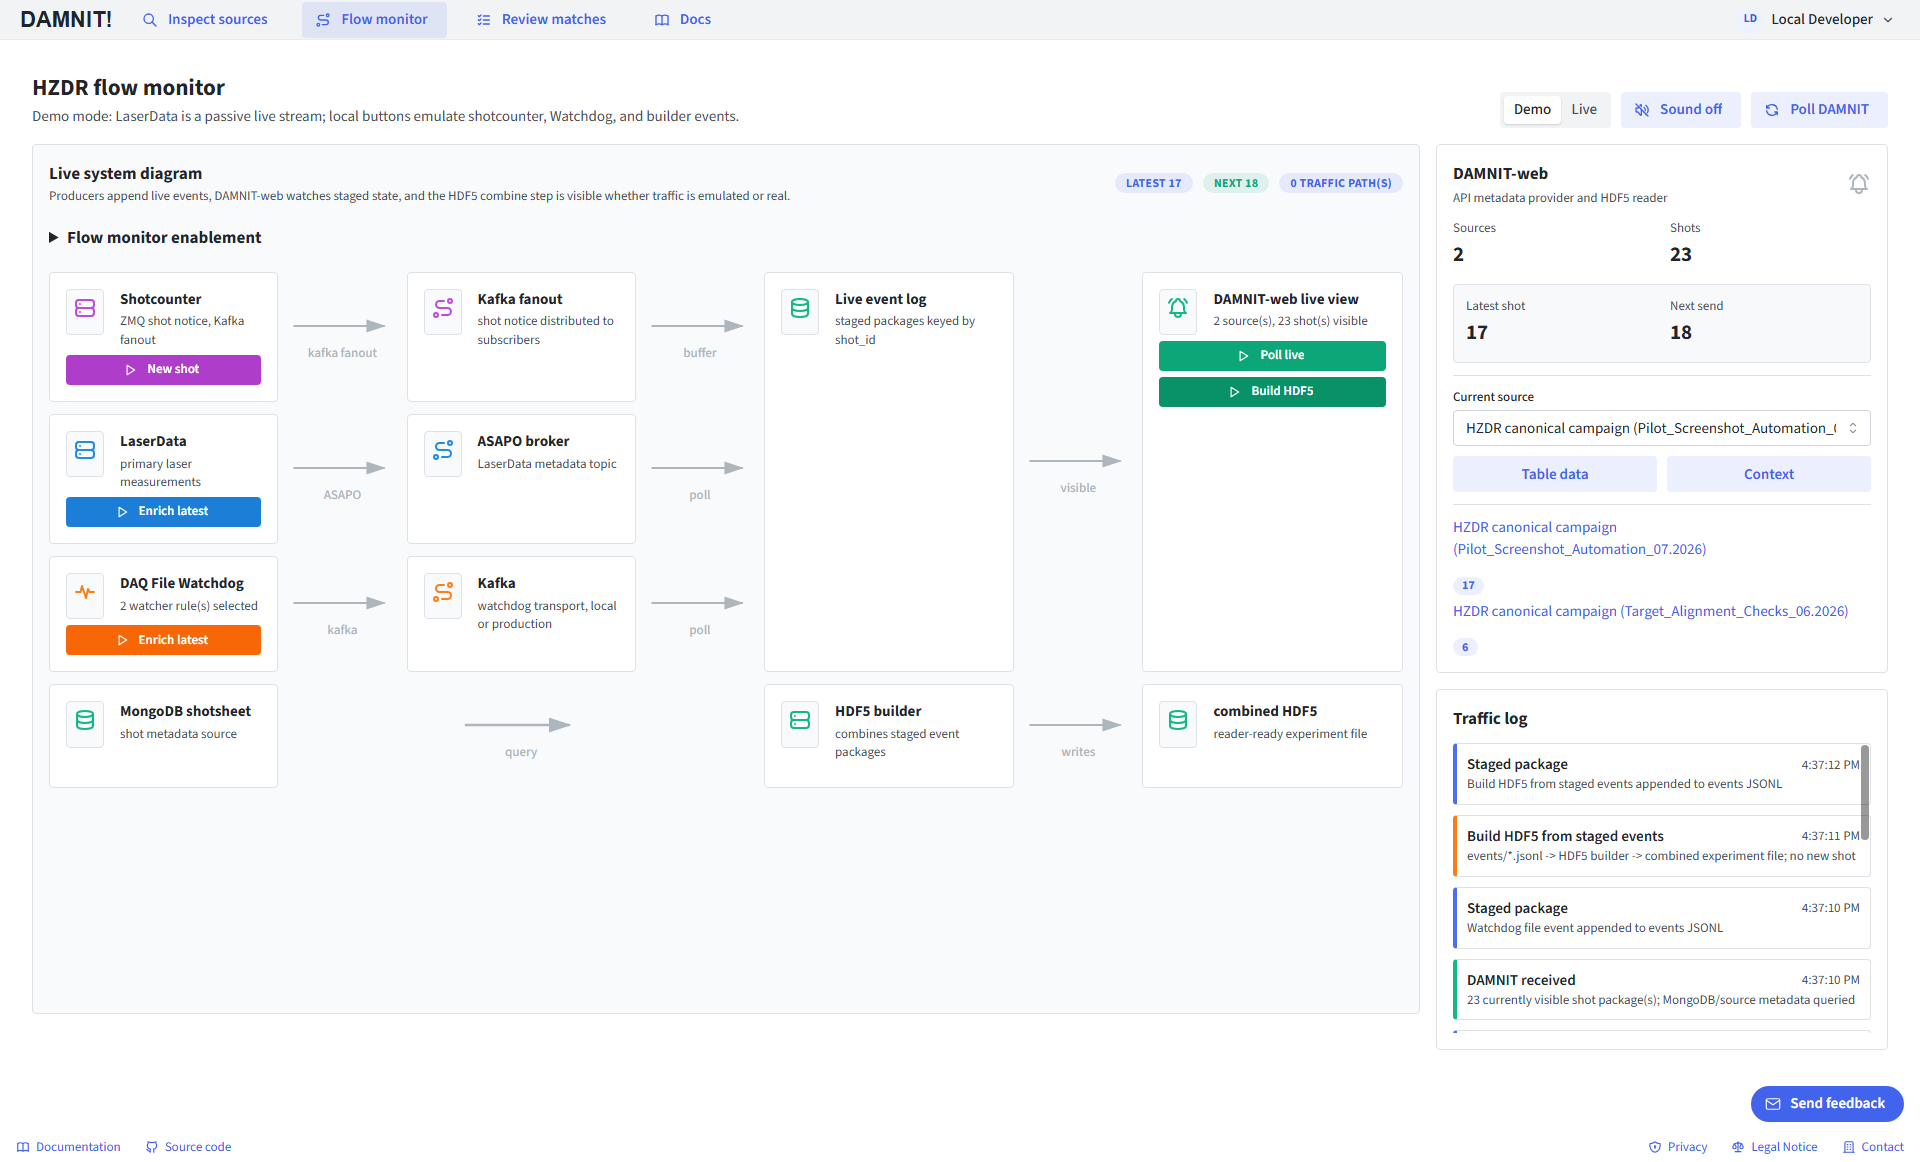 DAMNIT!
Inspect sources
Flow monitor
Review matches
Docs
LD
Local Developer
HZDR flow monitor
Demo mode: LaserData is a passive live stream; local buttons emulate shotcounter, Watchdog, and builder events.
Demo
Live
Sound off
Poll DAMNIT
Live system diagram
Producers append live events, DAMNIT-web watches staged state, and the HDF5 combine step is visible whether traffic is emulated or real.
LATEST 17
NEXT 18
0 TRAFFIC PATH(S)
Flow monitor enablement
Shotcounter
ZMQ shot notice, Kafka
fanout
New shot
kafka fanout
Kafka fanout
shot notice distributed to
subscribers
buffer
Live event log
staged packages keyed by
shot_id
visible
DAMNIT-web live view
2 source(s), 23 shot(s) visible
Poll live
Build HDF5
LaserData
primary laser
measurements
Enrich latest
ASAPO
ASAPO broker
LaserData metadata topic
poll
DAQ File Watchdog
2 watcher rule(s) selected
Enrich latest
kafka
Kafka
watchdog transport, local
or production
poll
MongoDB shotsheet
shot metadata source
query
HDF5 builder
combines staged event
packages
writes
combined HDF5
reader-ready experiment file
DAMNIT-web
API metadata provider and HDF5 reader
Sources
2
Shots
23
Latest shot
17
Next send
18
Current source
HZDR canonical campaign (Pilot_Screenshot_Automation_(
Table data
Context
HZDR canonical campaign
(Pilot_Screenshot_Automation_07.2026)
17
HZDR canonical campaign (Target_Alignment_Checks_06.2026)
6
Traffic log
Staged package
4:37:12 PM
Build HDF5 from staged events appended to events JSONL
Build HDF5 from staged events
4:37:11 PM
events/*.jsonl -> HDF5 builder -> combined experiment file; no new shot
Staged package
4:37:10 PM
Watchdog file event appended to events JSONL
DAMNIT received
4:37:10 PM
23 currently visible shot package(s); MongoDB/source metadata queried
Send feedback
Documentation
Source code
Privacy
Legal Notice
Contact